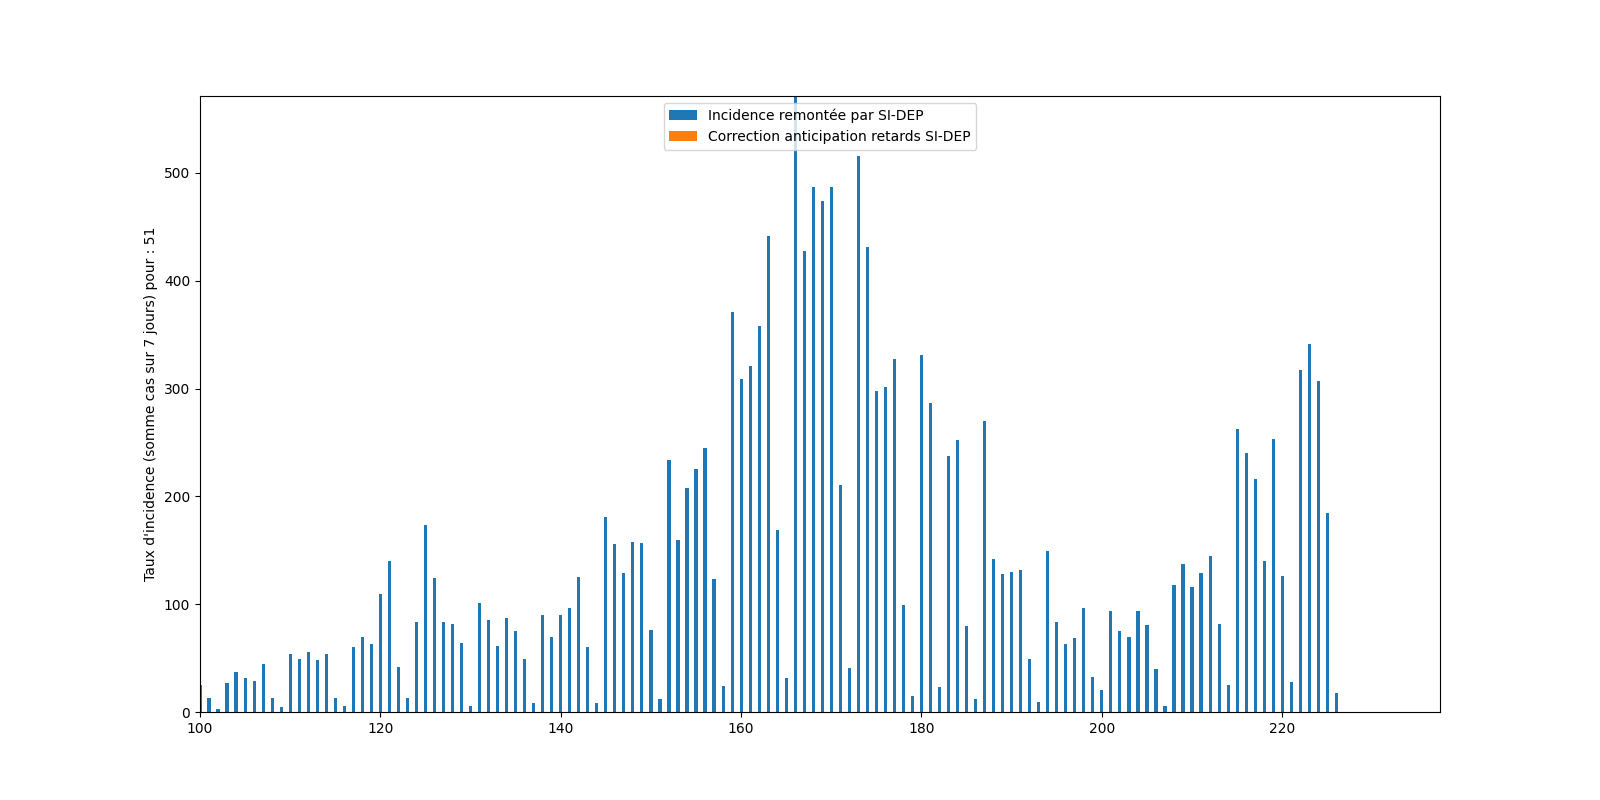 Incidence remontée par SI-DEP
Correction anticipation retards SI-DEP
Taux d'incidence (somme cas sur 7 jours) pour : 51
500
400
300
200
100
0
100 120 140 160 180 200 220